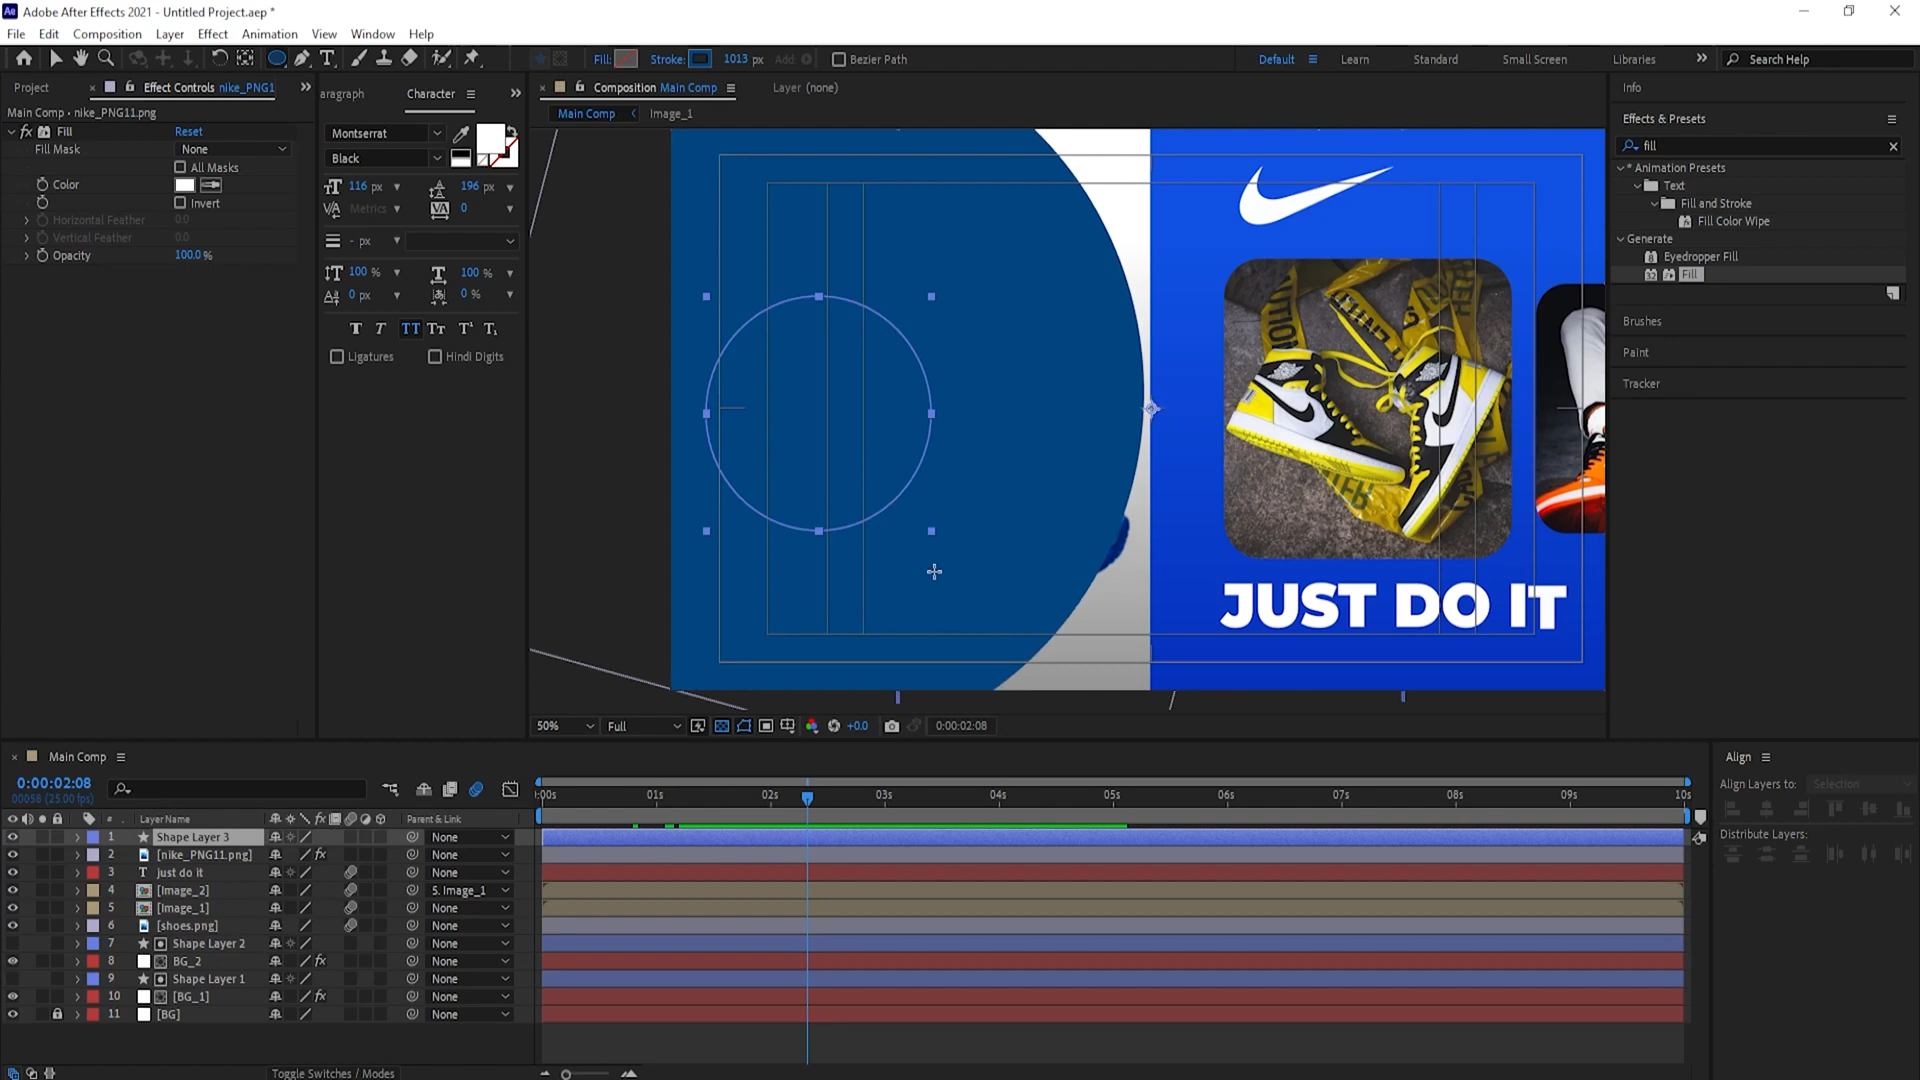 Ae Adobe After Effects 2021 - Untitled Project.aep *
File Edit Composition Layer Effect Animation View Window Help
Fill: Stroke: 1013 px Add: Bezier Path
Default Learn Standard Small Screen Libraries Search Help
Project Effect Controls nike_PNG1
Main Comp • nike_PNG11.png
fx Fill Reset
Fill Mask None
All Masks
Color
Invert
Horizontal Feather 0.0
Vertical Feather 0.0
Opacity 100.0 %
aragraph Character
Montserrat
Black
116 px 196 px
Metrics 0
- px
100 % 100 %
0 px 0 %
Ligatures Hindi Digits
Composition Main Comp Layer (none)
Main Comp Image_1
JUST DO IT
50% Full +0.0 0:00:02:08
Info
Effects & Presets
fill
* Animation Presets
Text
Fill and Stroke
Fill Color Wipe
Generate
Eyedropper Fill
32 Fill
Brushes
Paint
Tracker
Main Comp
0:00:02:08
00058 (25.00 fps)
# Layer Name Parent & Link
:00s 01s 02s 03s 04s 05s 06s 07s 08s 09s 10s
1 Shape Layer 3 None
2 [nike_PNG11.png] None
3 T just do it None
4 [Image_2] 5. Image_1
5 [Image_1] None
6 [shoes.png] None
7 Shape Layer 2 None
8 BG_2 None
9 Shape Layer 1 None
10 [BG_1] None
11 [BG] None
Toggle Switches / Modes
Align
Align Layers to: Selection
Distribute Layers: